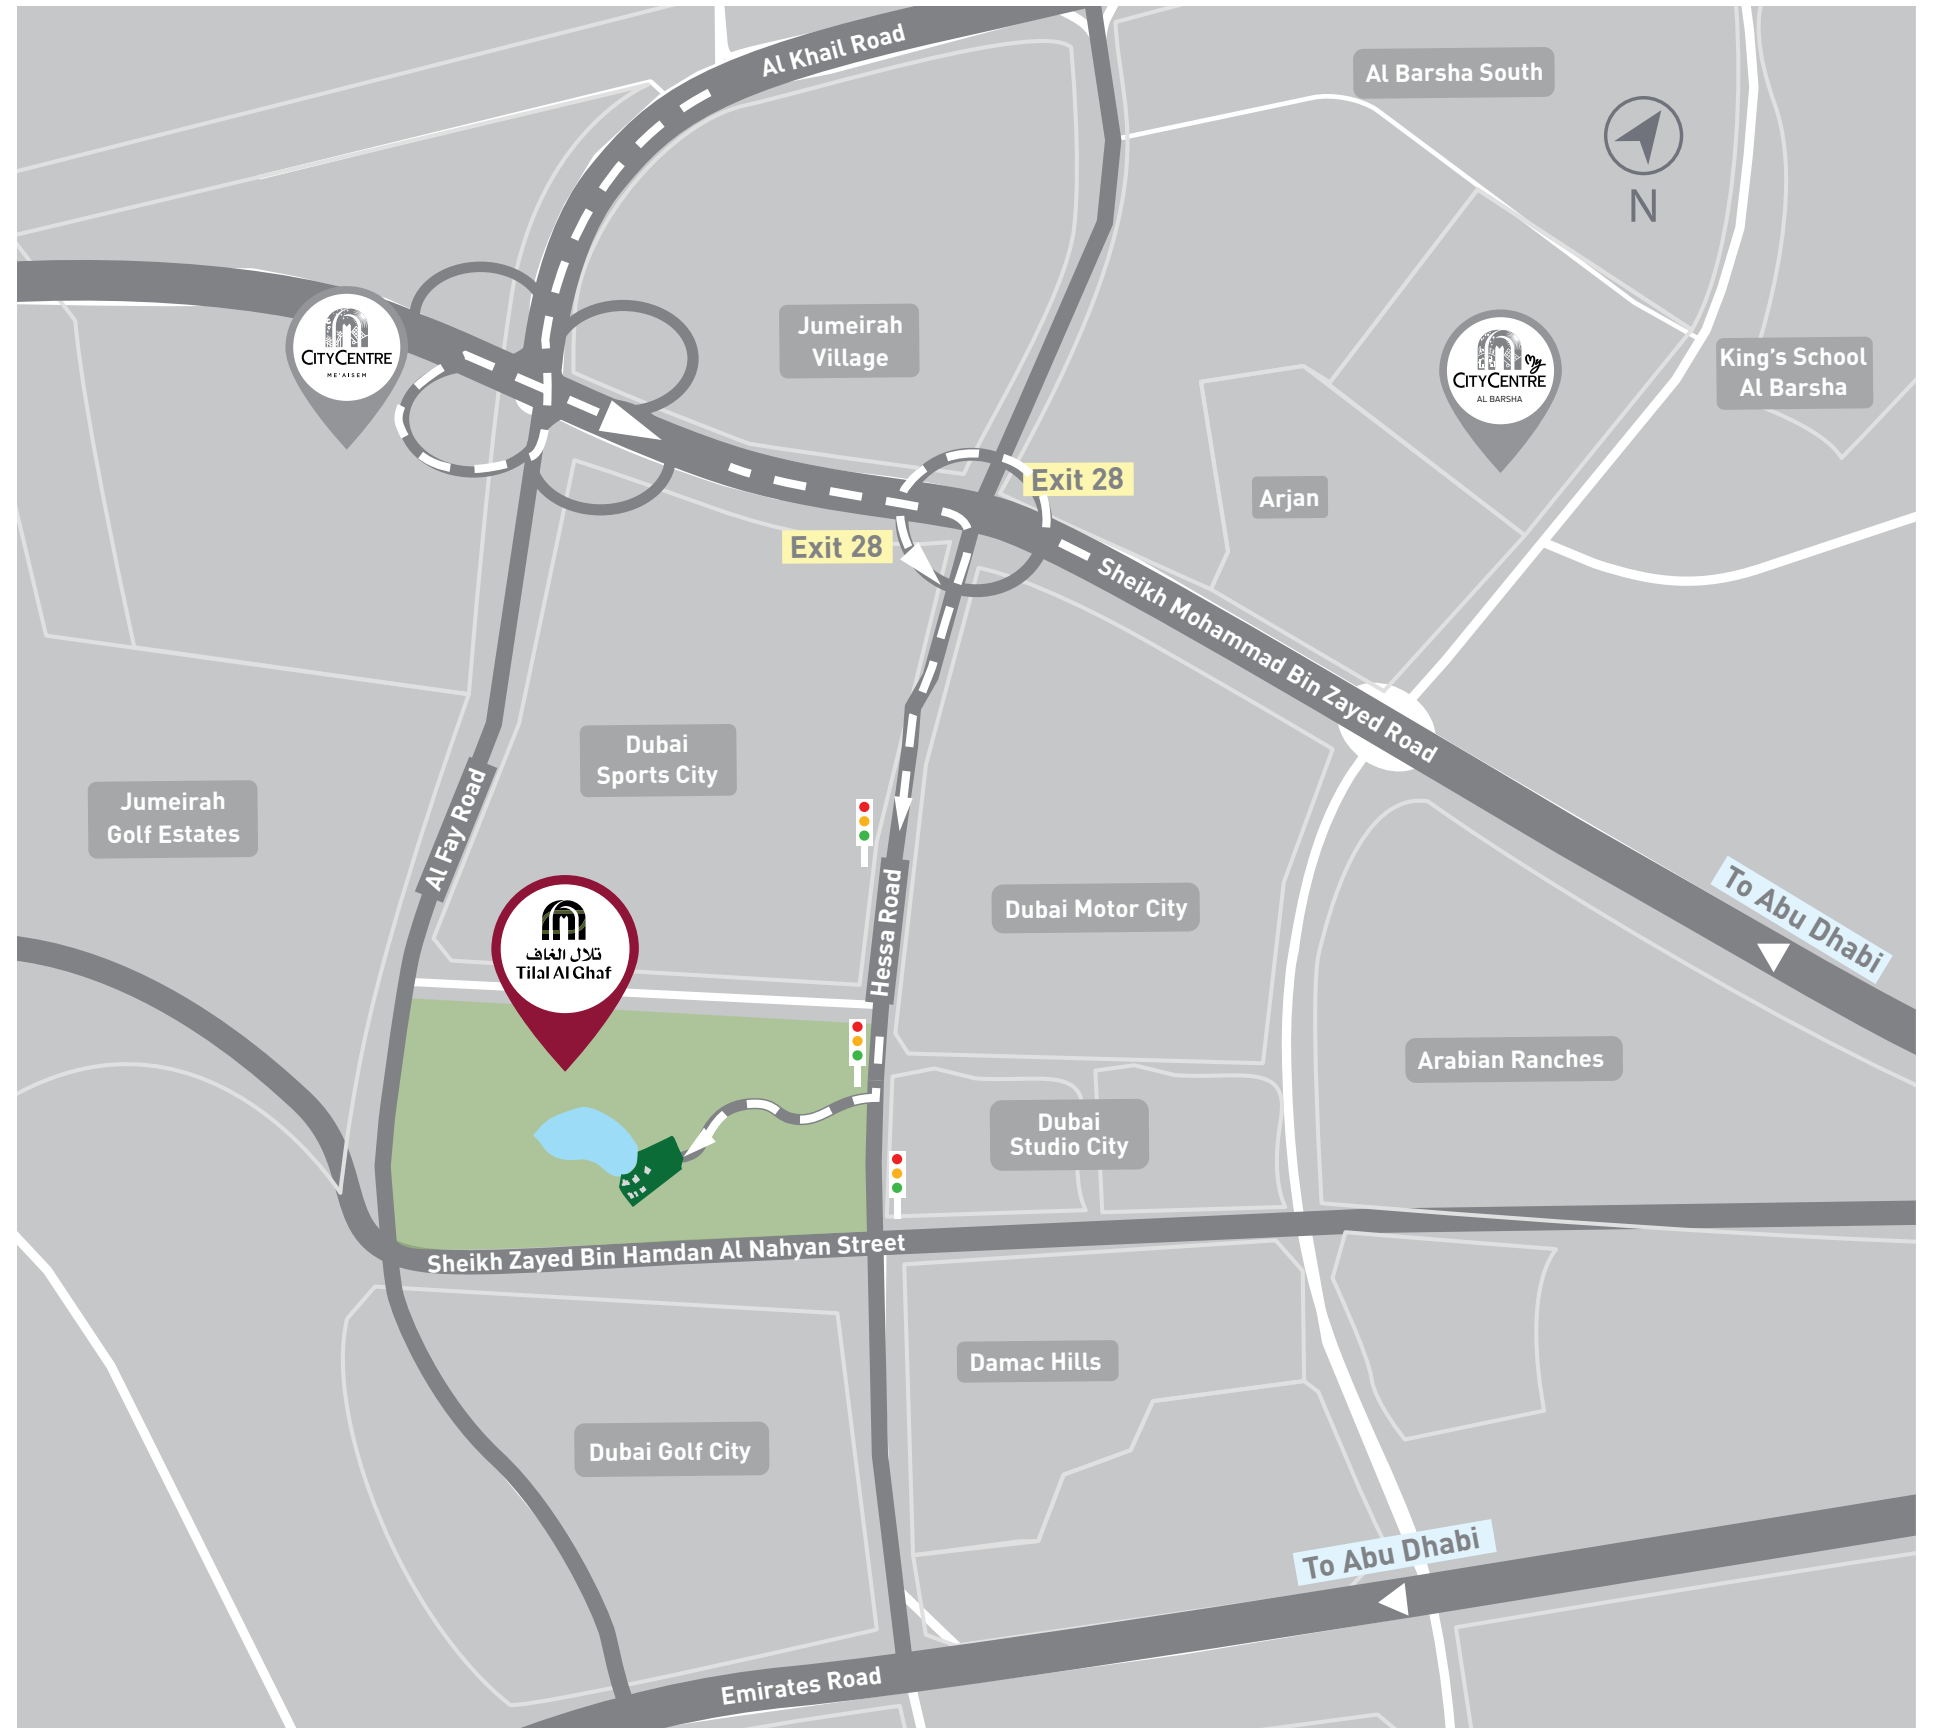 Al Khail Road
Al Barsha South
N
Jumeirah
Village
CITY CENTRE
ME'AISEM
My
CITY CENTRE
AL BARSHA
King's School
Al Barsha
Exit 28
Arjan
Exit 28
Sheikh Mohammad Bin Zayed Road
Dubai
Sports City
Jumeirah
Golf Estates
Al Fay Road
Hessa Road
Dubai Motor City
To Abu Dhabi
تلال الغاف
Tilal Al Ghaf
Arabian Ranches
Dubai
Studio City
Sheikh Zayed Bin Hamdan Al Nahyan Street
Damac Hills
Dubai Golf City
To Abu Dhabi
Emirates Road